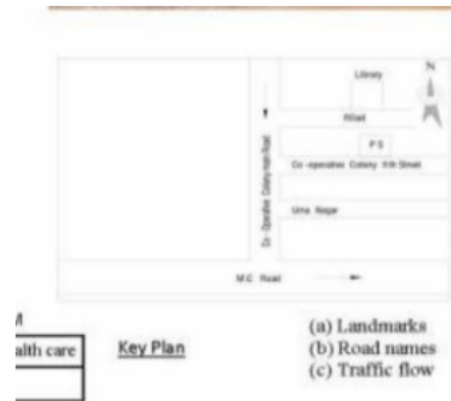 Library
N
Road
P S
Co-operative Colony main Road
Co-operative Colony 11th Street
Uma Nagar
M.C. Road
M
alth care
Key Plan
(a) Landmarks
(b) Road names
(c) Traffic flow